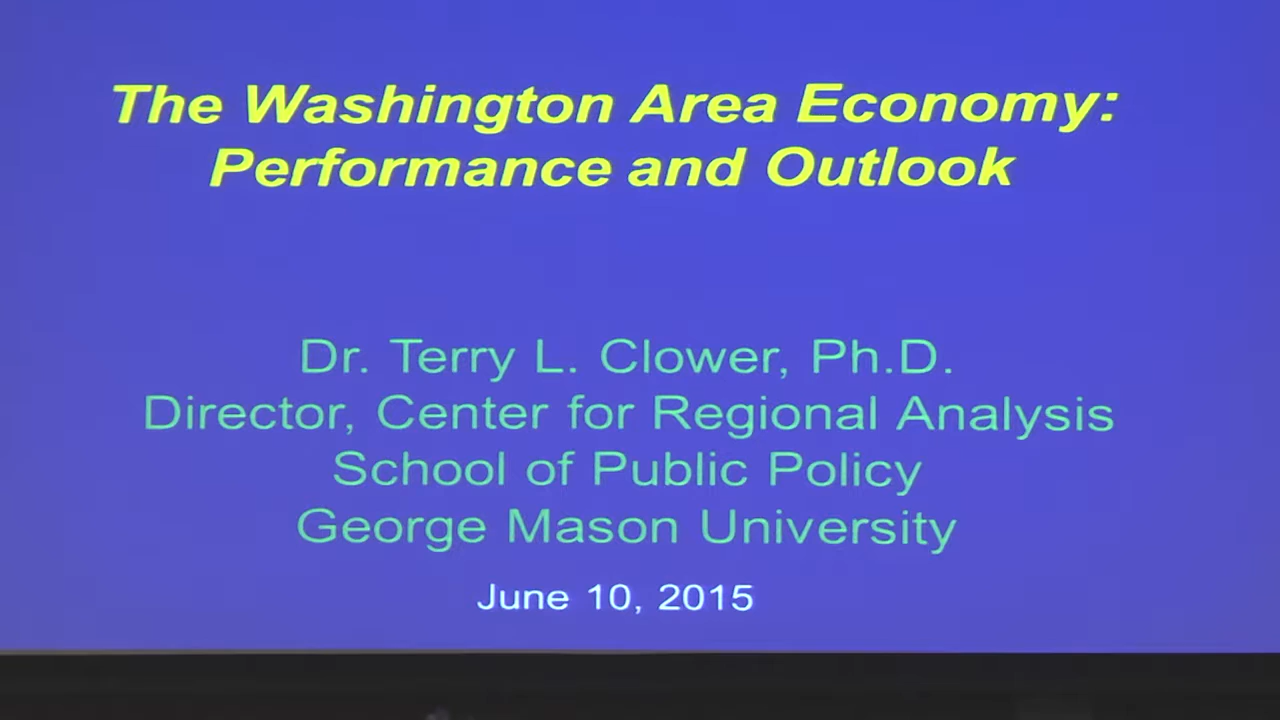 The Washington Area Economy:
Performance and Outlook
Dr. Terry L. Clower, Ph.D.
Director, Center for Regional Analysis
School of Public Policy
George Mason University
June 10, 2015